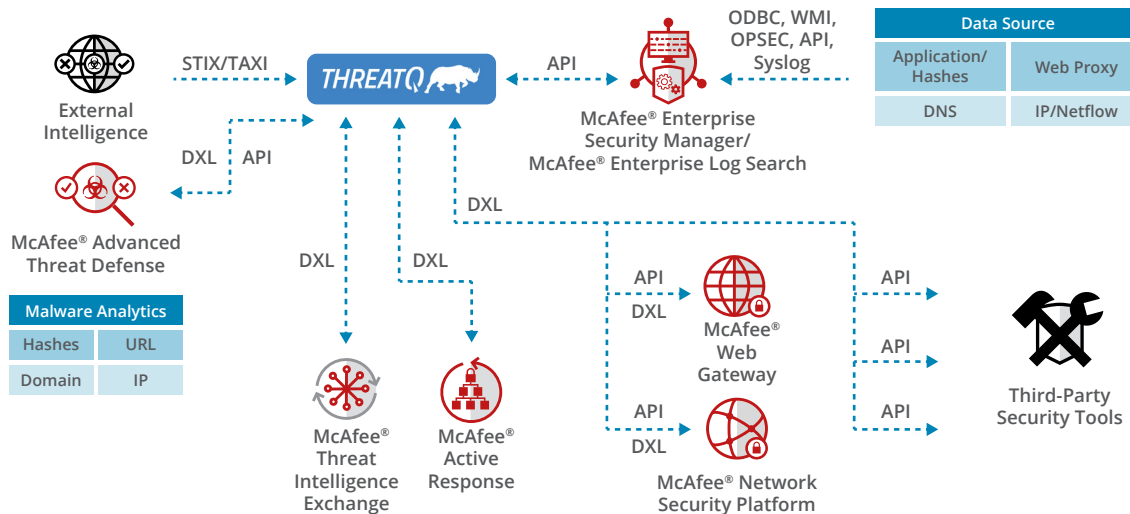 External
Intelligence
STIX/TAXI
THREATQ
API
ODBC, WMI,
OPSEC, API,
Syslog
McAfee® Enterprise
Security Manager/
McAfee® Enterprise Log Search
Data Source
Application/
Hashes
Web Proxy
DNS
IP/Netflow
DXL
API
McAfee® Advanced
Threat Defense
Malware Analytics
Hashes
URL
Domain
IP
DXL
McAfee®
Threat
Intelligence
Exchange
DXL
McAfee®
Active
Response
DXL
API
DXL
McAfee®
Web
Gateway
API
DXL
McAfee® Network
Security Platform
API
API
API
Third-Party
Security Tools